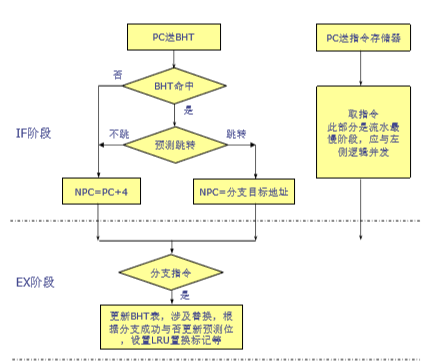 PC送BHT
PC送指令存储器
否
BHT命中
是
取指令
此部分是流水最
慢阶段，应与左
侧逻辑并发
IF阶段
不跳
预测跳转
跳转
NPC=PC+4
NPC=分支目标地址
分支指令
EX阶段
是
更新BHT表，涉及替换，根
据分支成功与否更新预测位
，设置LRU置换标记等